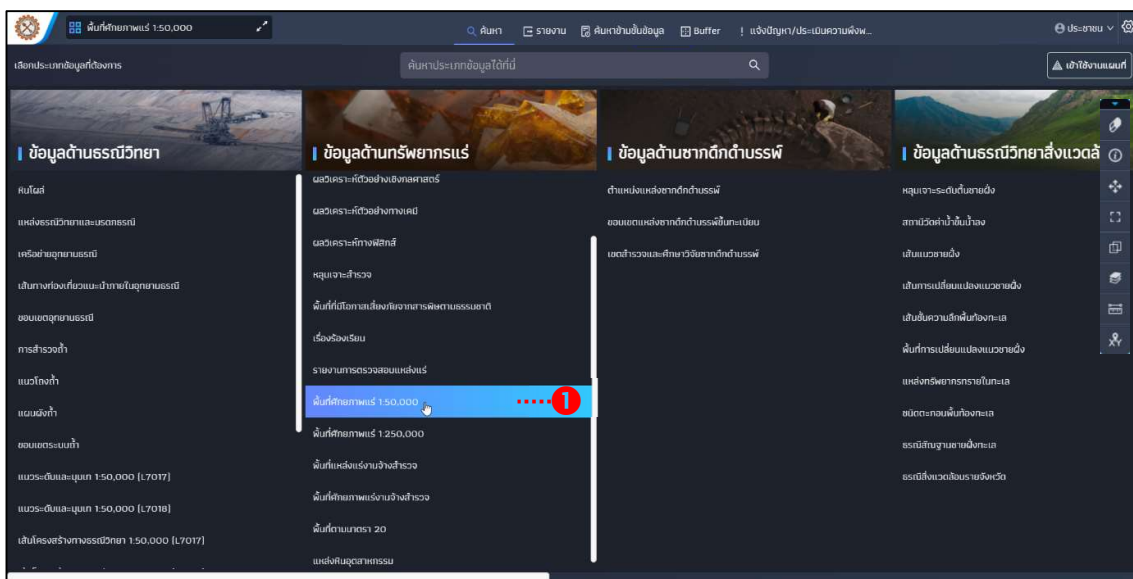 พื้นที่ศักยภาพแร่ 1:50,000
ค้นหา
รายงาน
ค้นหาข้ามชั้นข้อมูล
Buffer
! แจ้งปัญหา/ประเมินความพึงพ...
ประชาชน
เลือกประเภทข้อมูลที่ต้องการ
ค้นหาประเภทข้อมูลได้ที่นี่
เข้าใช้งานแผนที่
ข้อมูลด้านธรณีวิทยา
หินโผล่
แหล่งธรณีวิทยาและมรดกธรณี
เครือข่ายอุทยานธรณี
เส้นทางท่องเที่ยวแนะนำภายในอุทยานธรณี
ขอบเขตอุทยานธรณี
การสำรวจถ้ำ
แนวโถงถ้ำ
แผนผังถ้ำ
ขอบเขตระบบถ้ำ
แนวระดับและมุมเท 1:50,000 (L7017)
แนวระดับและมุมเท 1:50,000 (L7018)
เส้นโครงสร้างทางธรณีวิทยา 1:50,000 (L7017)
ข้อมูลด้านทรัพยากรแร่
ผลวิเคราะห์ตัวอย่างเชิงกลศาสตร์
ผลวิเคราะห์ตัวอย่างทางเคมี
ผลวิเคราะห์ทางฟิสิกส์
หลุมเจาะสำรวจ
พื้นที่ที่มีโอกาสเสี่ยงภัยจากสารพิษตามธรรมชาติ
เรื่องร้องเรียน
รายงานการตรวจสอบแหล่งแร่
พื้นที่ศักยภาพแร่ 1:50,000
1
พื้นที่ศักยภาพแร่ 1:250,000
พื้นที่แหล่งแร่งานจ้างสำรวจ
พื้นที่ศักยภาพแร่งานจ้างสำรวจ
พื้นที่ตามมาตรา 20
แหล่งหินอุตสาหกรรม
ข้อมูลด้านซากดึกดำบรรพ์
ตำแหน่งแหล่งซากดึกดำบรรพ์
ขอบเขตแหล่งซากดึกดำบรรพ์ขึ้นทะเบียน
เขตสำรวจและศึกษาวิจัยซากดึกดำบรรพ์
ข้อมูลด้านธรณีวิทยาสิ่งแวดล้
หลุมเจาะระดับตื้นชายฝั่ง
สถานีวัดค่าน้ำขึ้นน้ำลง
เส้นแนวชายฝั่ง
เส้นการเปลี่ยนแปลงแนวชายฝั่ง
เส้นชั้นความลึกพื้นท้องทะเล
พื้นที่การเปลี่ยนแปลงแนวชายฝั่ง
แหล่งทรัพยากรทรายในทะเล
ชนิดตะกอนพื้นท้องทะเล
ธรณีสัณฐานชายฝั่งทะเล
ธรณีสิ่งแวดล้อมรายจังหวัด
XY